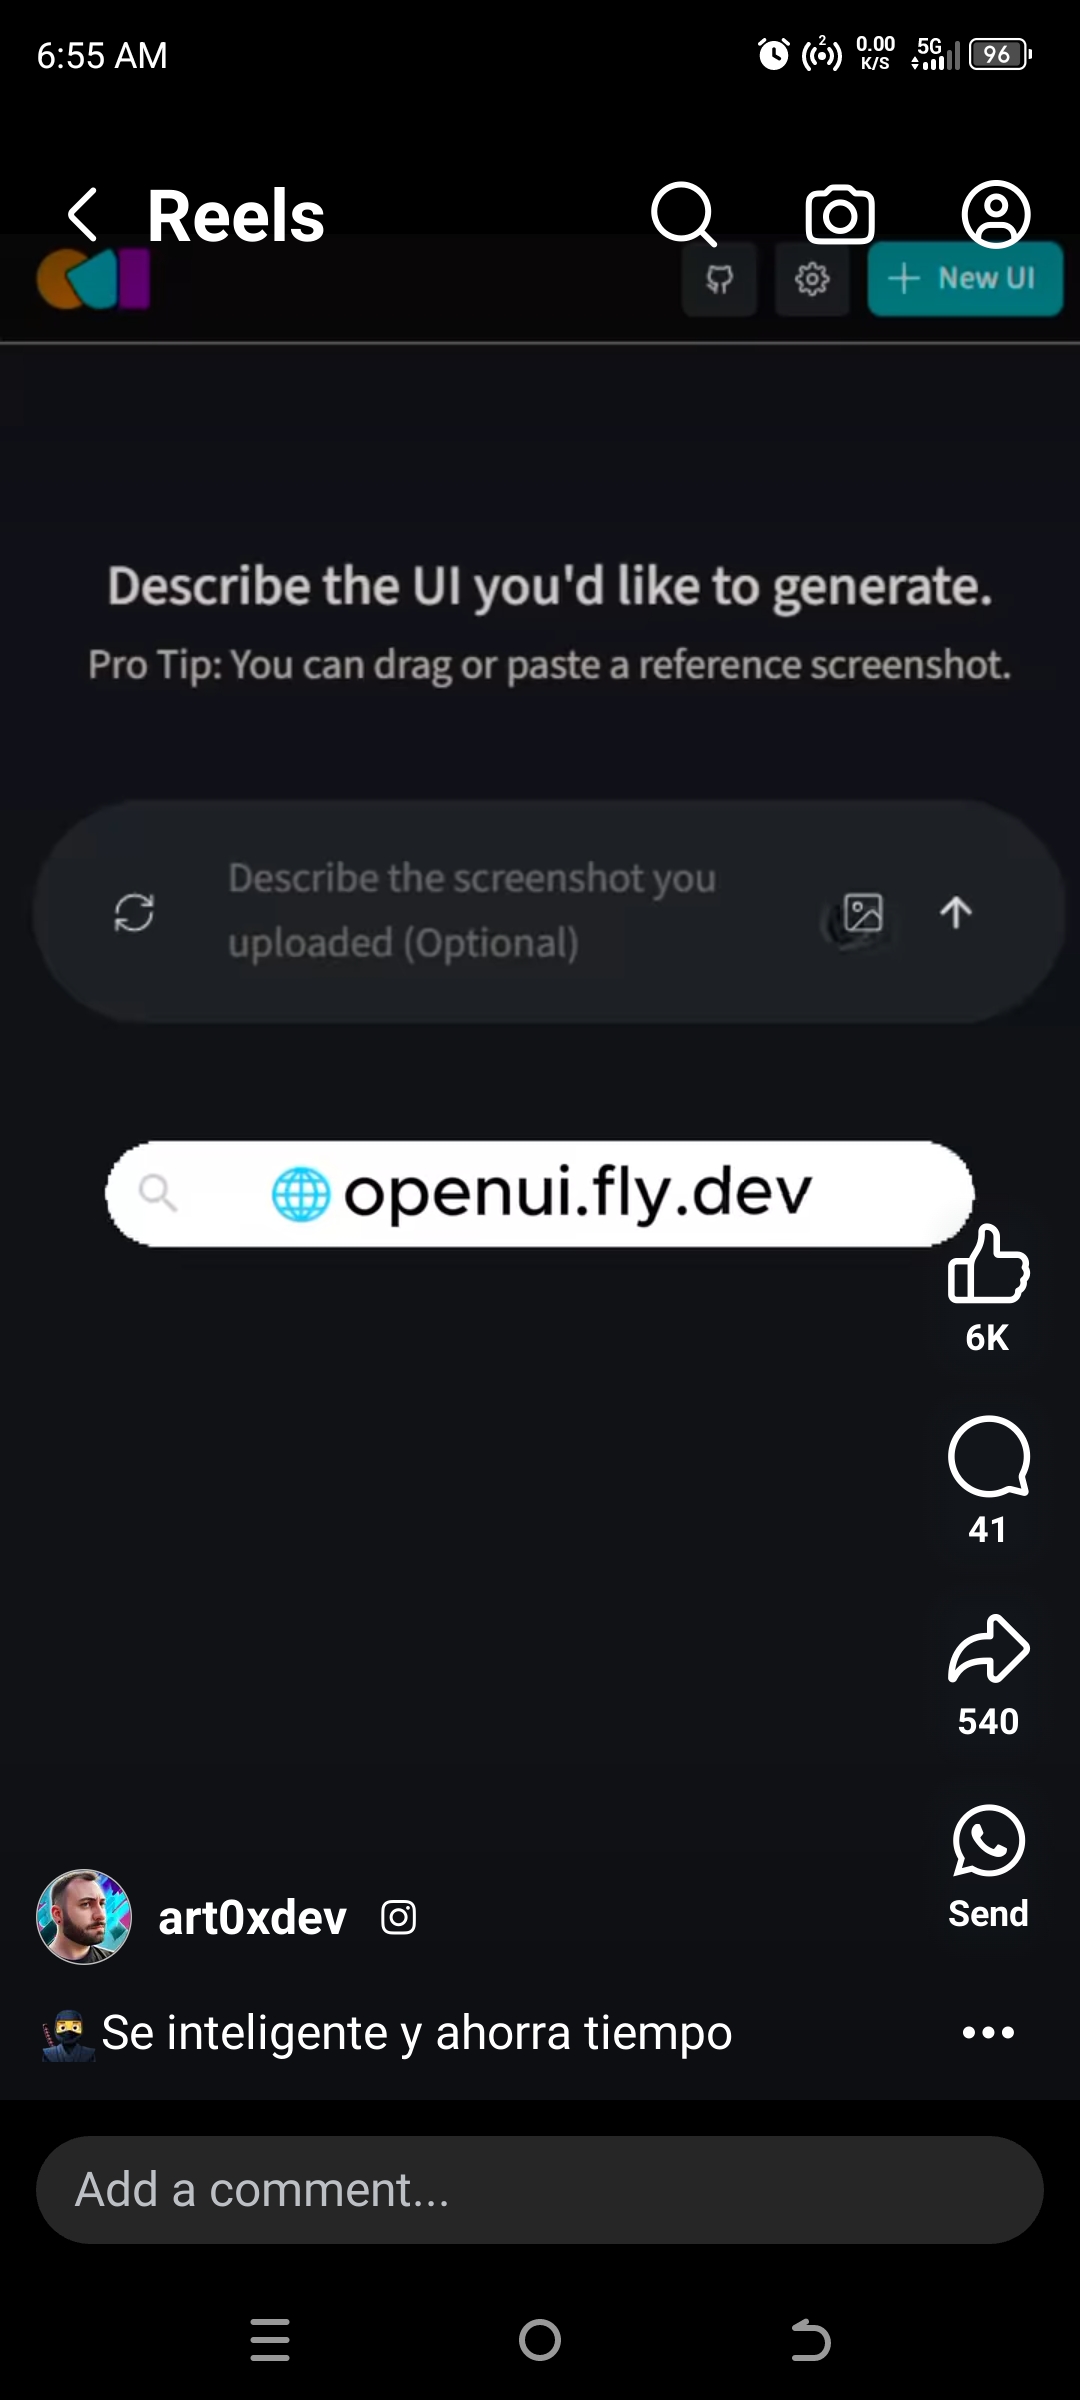 6:55 AM
2
0.00
K/S
5G
96
Reels
New UI
Describe the UI you'd like to generate.
Pro Tip: You can drag or paste a reference screenshot.
Describe the screenshot you
uploaded (Optional)
openui.fly.dev
6K
41
540
Send
art0xdev
Se inteligente y ahorra tiempo
Add a comment...